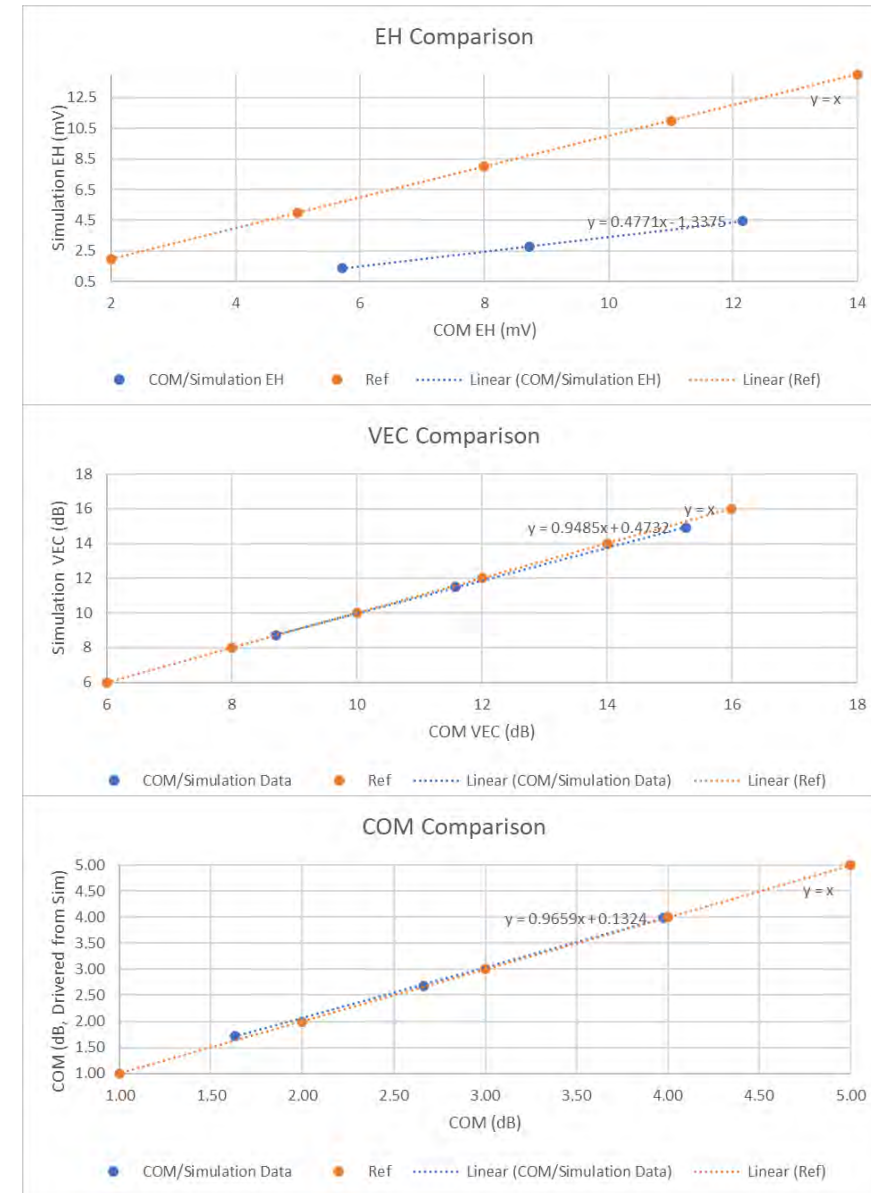 EH Comparison
Simulation EH (mV)
12.5
10.5
8.5
6.5
4.5
2.5
0.5
y = x
y = 0.4771x - 1.3375
2 4 6 8 10 12 14
COM EH (mV)
COM/Simulation EH Ref Linear (COM/Simulation EH) Linear (Ref)
VEC Comparison
Simulation VEC (dB)
18
16
14
12
10
8
6
y = x
y = 0.9485x + 0.4732
6 8 10 12 14 16 18
COM VEC (dB)
COM/Simulation Data Ref Linear (COM/Simulation Data) Linear (Ref)
COM Comparison
COM (dB, Drivered from Sim)
5.00
4.50
4.00
3.50
3.00
2.50
2.00
1.50
1.00
y = x
y = 0.9659x + 0.1324
1.00 1.50 2.00 2.50 3.00 3.50 4.00 4.50 5.00
COM (dB)
COM/Simulation Data Ref Linear (COM/Simulation Data) Linear (Ref)